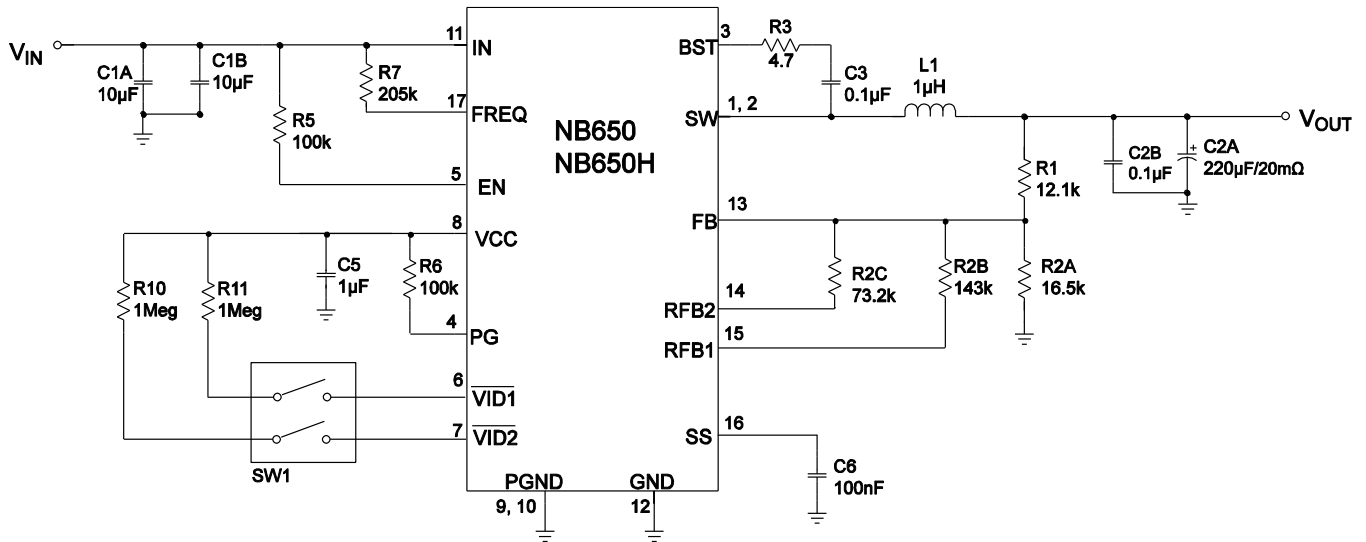 VIN
C1A
10µF
C1B
10µF
R7
205k
R5
100k
11
IN
17
FREQ
5
EN
8
VCC
R10
1Meg
R11
1Meg
C5
1µF
R6
100k
4
PG
6
VID1
7
VID2
SW1
NB650
NB650H
PGND
9, 10
GND
12
3
BST
R3
4.7
C3
0.1µF
1, 2
SW
L1
1µH
VOUT
R1
12.1k
C2B
0.1µF
+
C2A
220µF/20mΩ
13
FB
R2C
73.2k
R2B
143k
R2A
16.5k
14
RFB2
15
RFB1
16
SS
C6
100nF